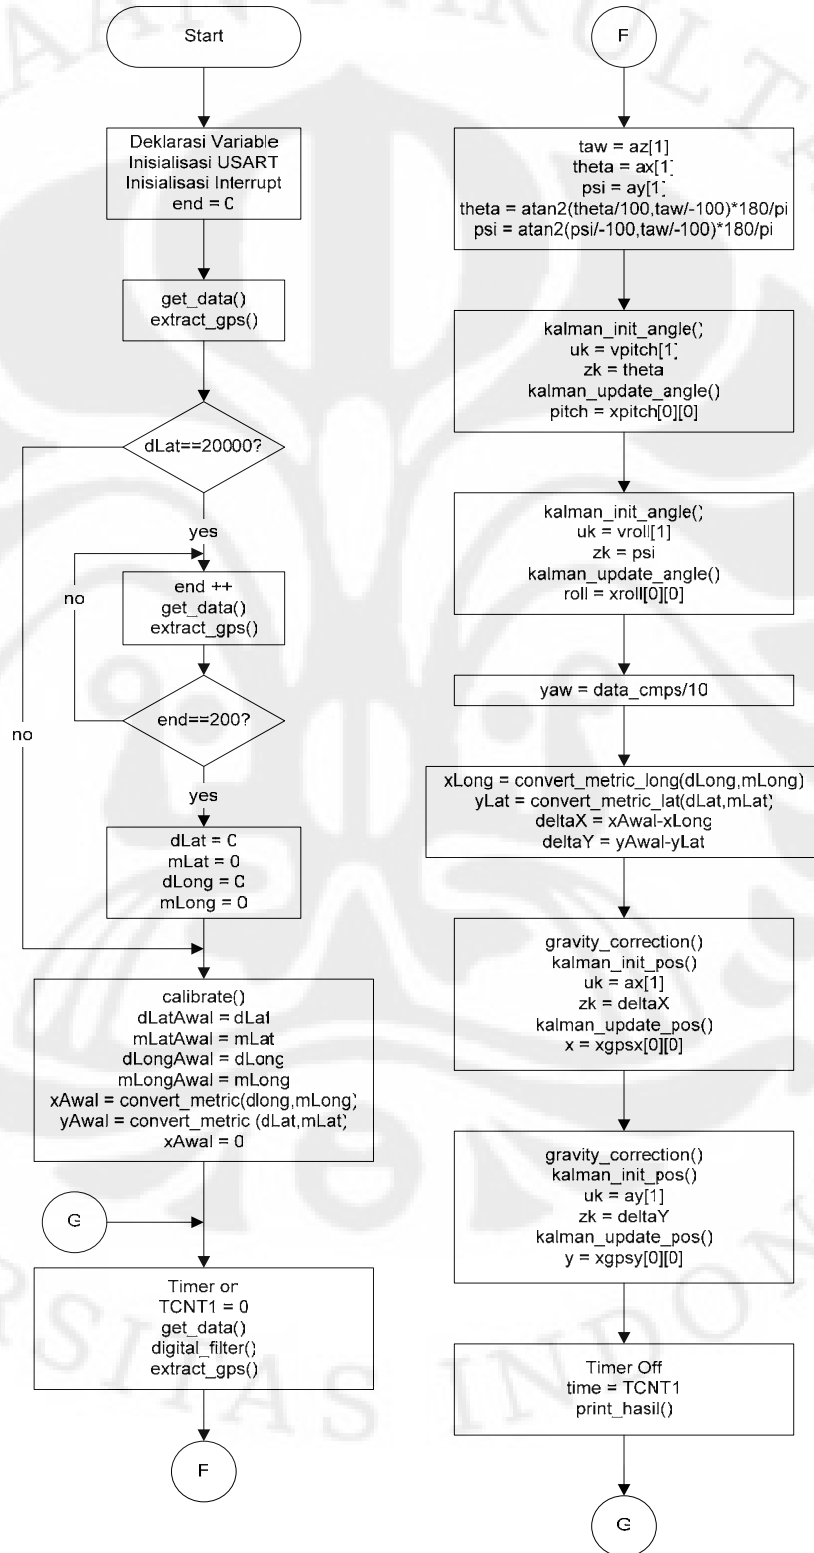 Start
Deklarasi Variable
Inisialisasi USART
Inisialisasi Interrupt
end = 0
get_data()
extract_gps()
dLat==20000?
yes
end ++
get_data()
extract_gps()
no
end==200?
no
yes
dLat = 0
mLat = 0
dLong = 0
mLong = 0
calibrate()
dLatAwal = dLat
mLatAwal = mLat
dLongAwal = dLong
mLongAwal = mLong
xAwal = convert_metric(dlong,mLong)
yAwal = convert_metric (dLat,mLat)
xAwal = 0
G
Timer on
TCNT1 = 0
get_data()
digital_filter()
extract_gps()
F
F
taw = az[1]
theta = ax[1]
psi = ay[1]
theta = atan2(theta/100,taw/-100)*180/pi
psi = atan2(psi/-100,taw/-100)*180/pi
kalman_init_angle()
uk = vpitch[1]
zk = theta
kalman_update_angle()
pitch = xpitch[0][0]
kalman_init_angle()
uk = vroll[1]
zk = psi
kalman_update_angle()
roll = xroll[0][0]
yaw = data_cmps/10
xLong = convert_metric_long(dLong,mLong)
yLat = convert_metric_lat(dLat,mLat)
deltaX = xAwal-xLong
deltaY = yAwal-yLat
gravity_correction()
kalman_init_pos()
uk = ax[1]
zk = deltaX
kalman_update_pos()
x = xgpsx[0][0]
gravity_correction()
kalman_init_pos()
uk = ay[1]
zk = deltaY
kalman_update_pos()
y = xgpsy[0][0]
Timer Off
time = TCNT1
print_hasil()
G